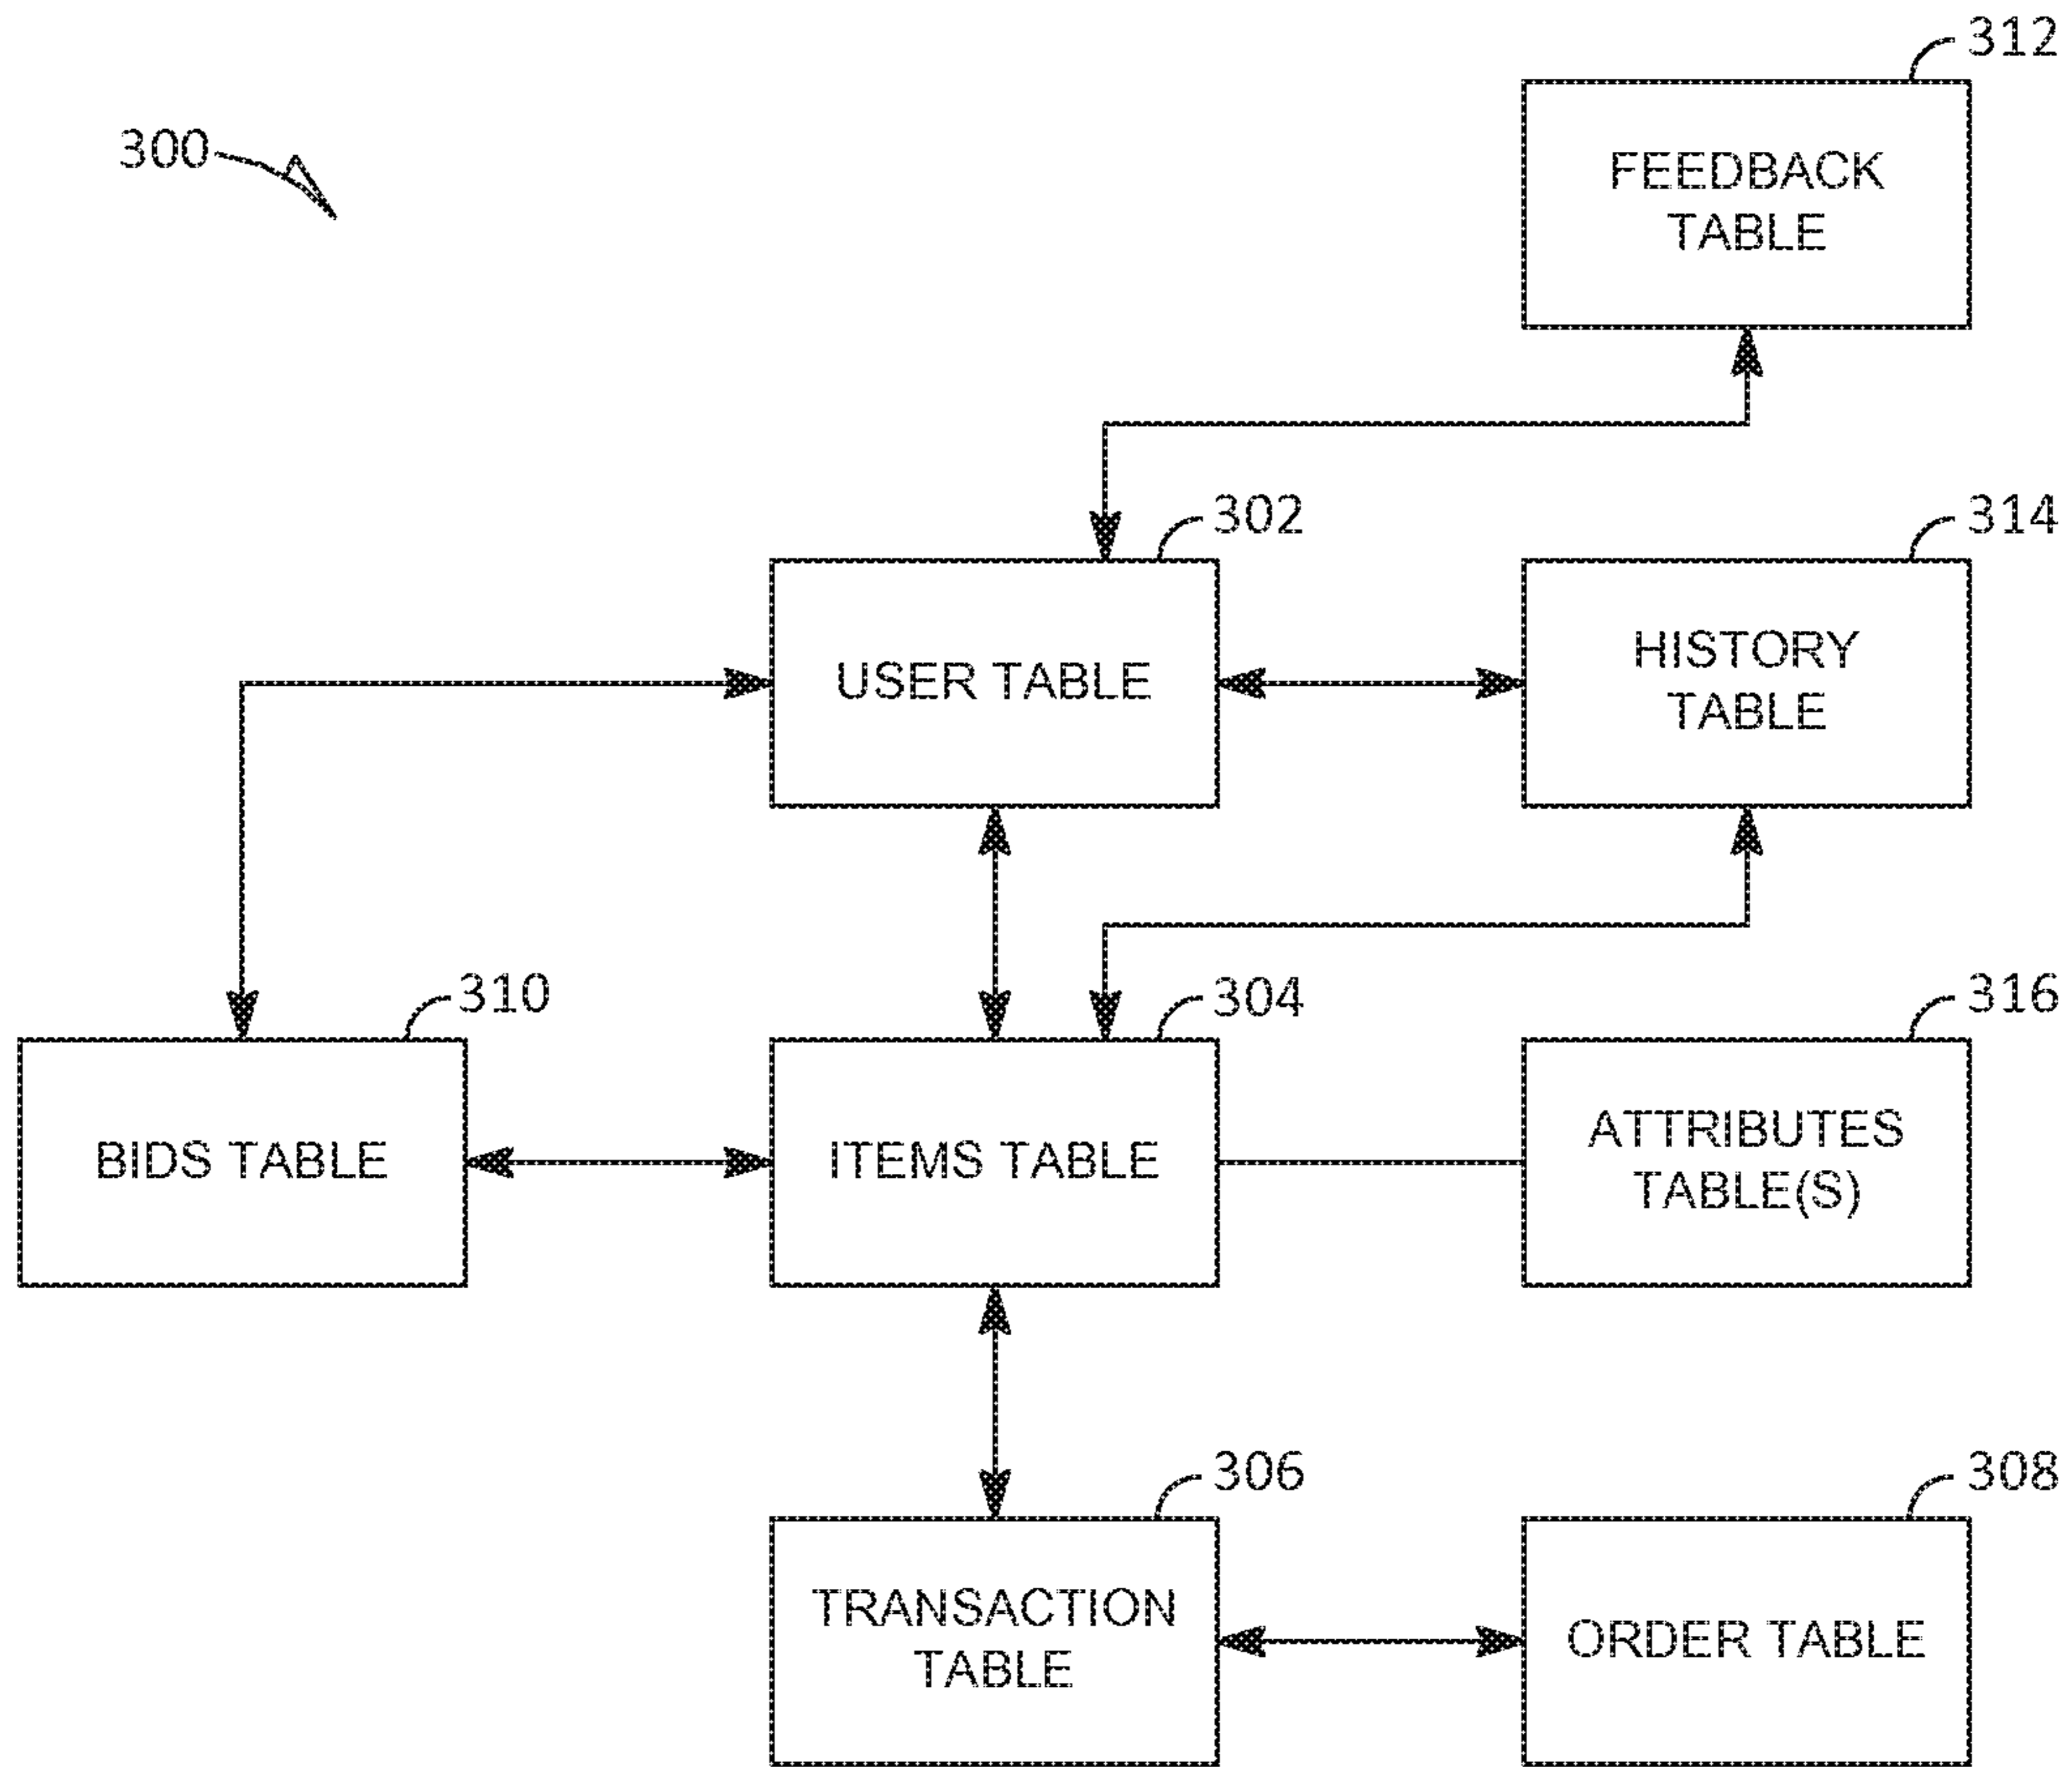 312
300
FEEDBACK
TABLE
302
314
USER TABLE
HISTORY
TABLE
310
304
316
BIDS TABLE
ITEMS TABLE
ATTRIBUTES
TABLE(S)
306
308
TRANSACTION
TABLE
ORDER TABLE